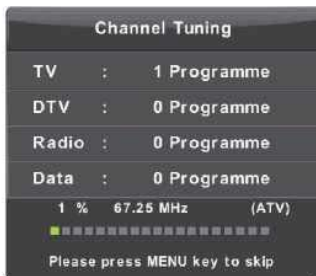 Channel Tuning
TV : 1 Programme
DTV : 0 Programme
Radio : 0 Programme
Data : 0 Programme
1 % 67.25 MHz (ATV)
Please press MENU key to skip